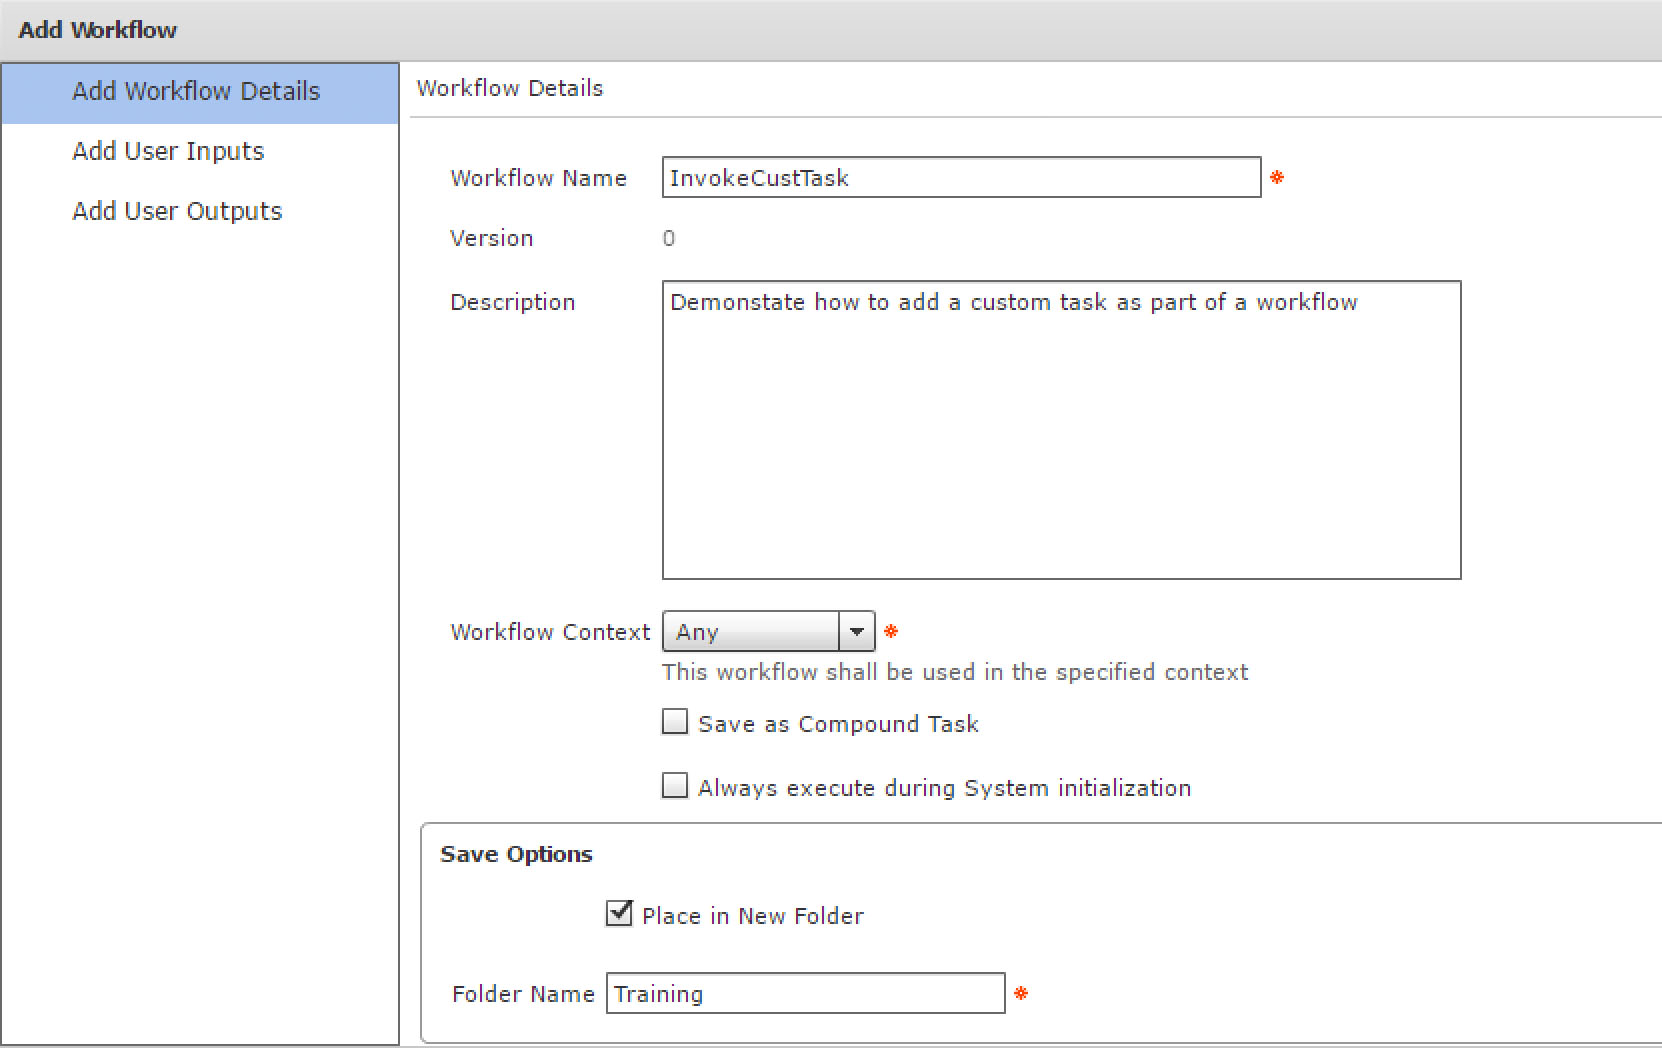 Add Workflow
Add Workflow Details
Add User Inputs
Add User Outputs
Workflow Details
Workflow Name InvokeCustTask
Version 0
Description Demonstate how to add a custom task as part of a workflow
Workflow Context Any
This workflow shall be used in the specified context
Save as Compound Task
Always execute during System initialization
Save Options
Place in New Folder
Folder Name Training